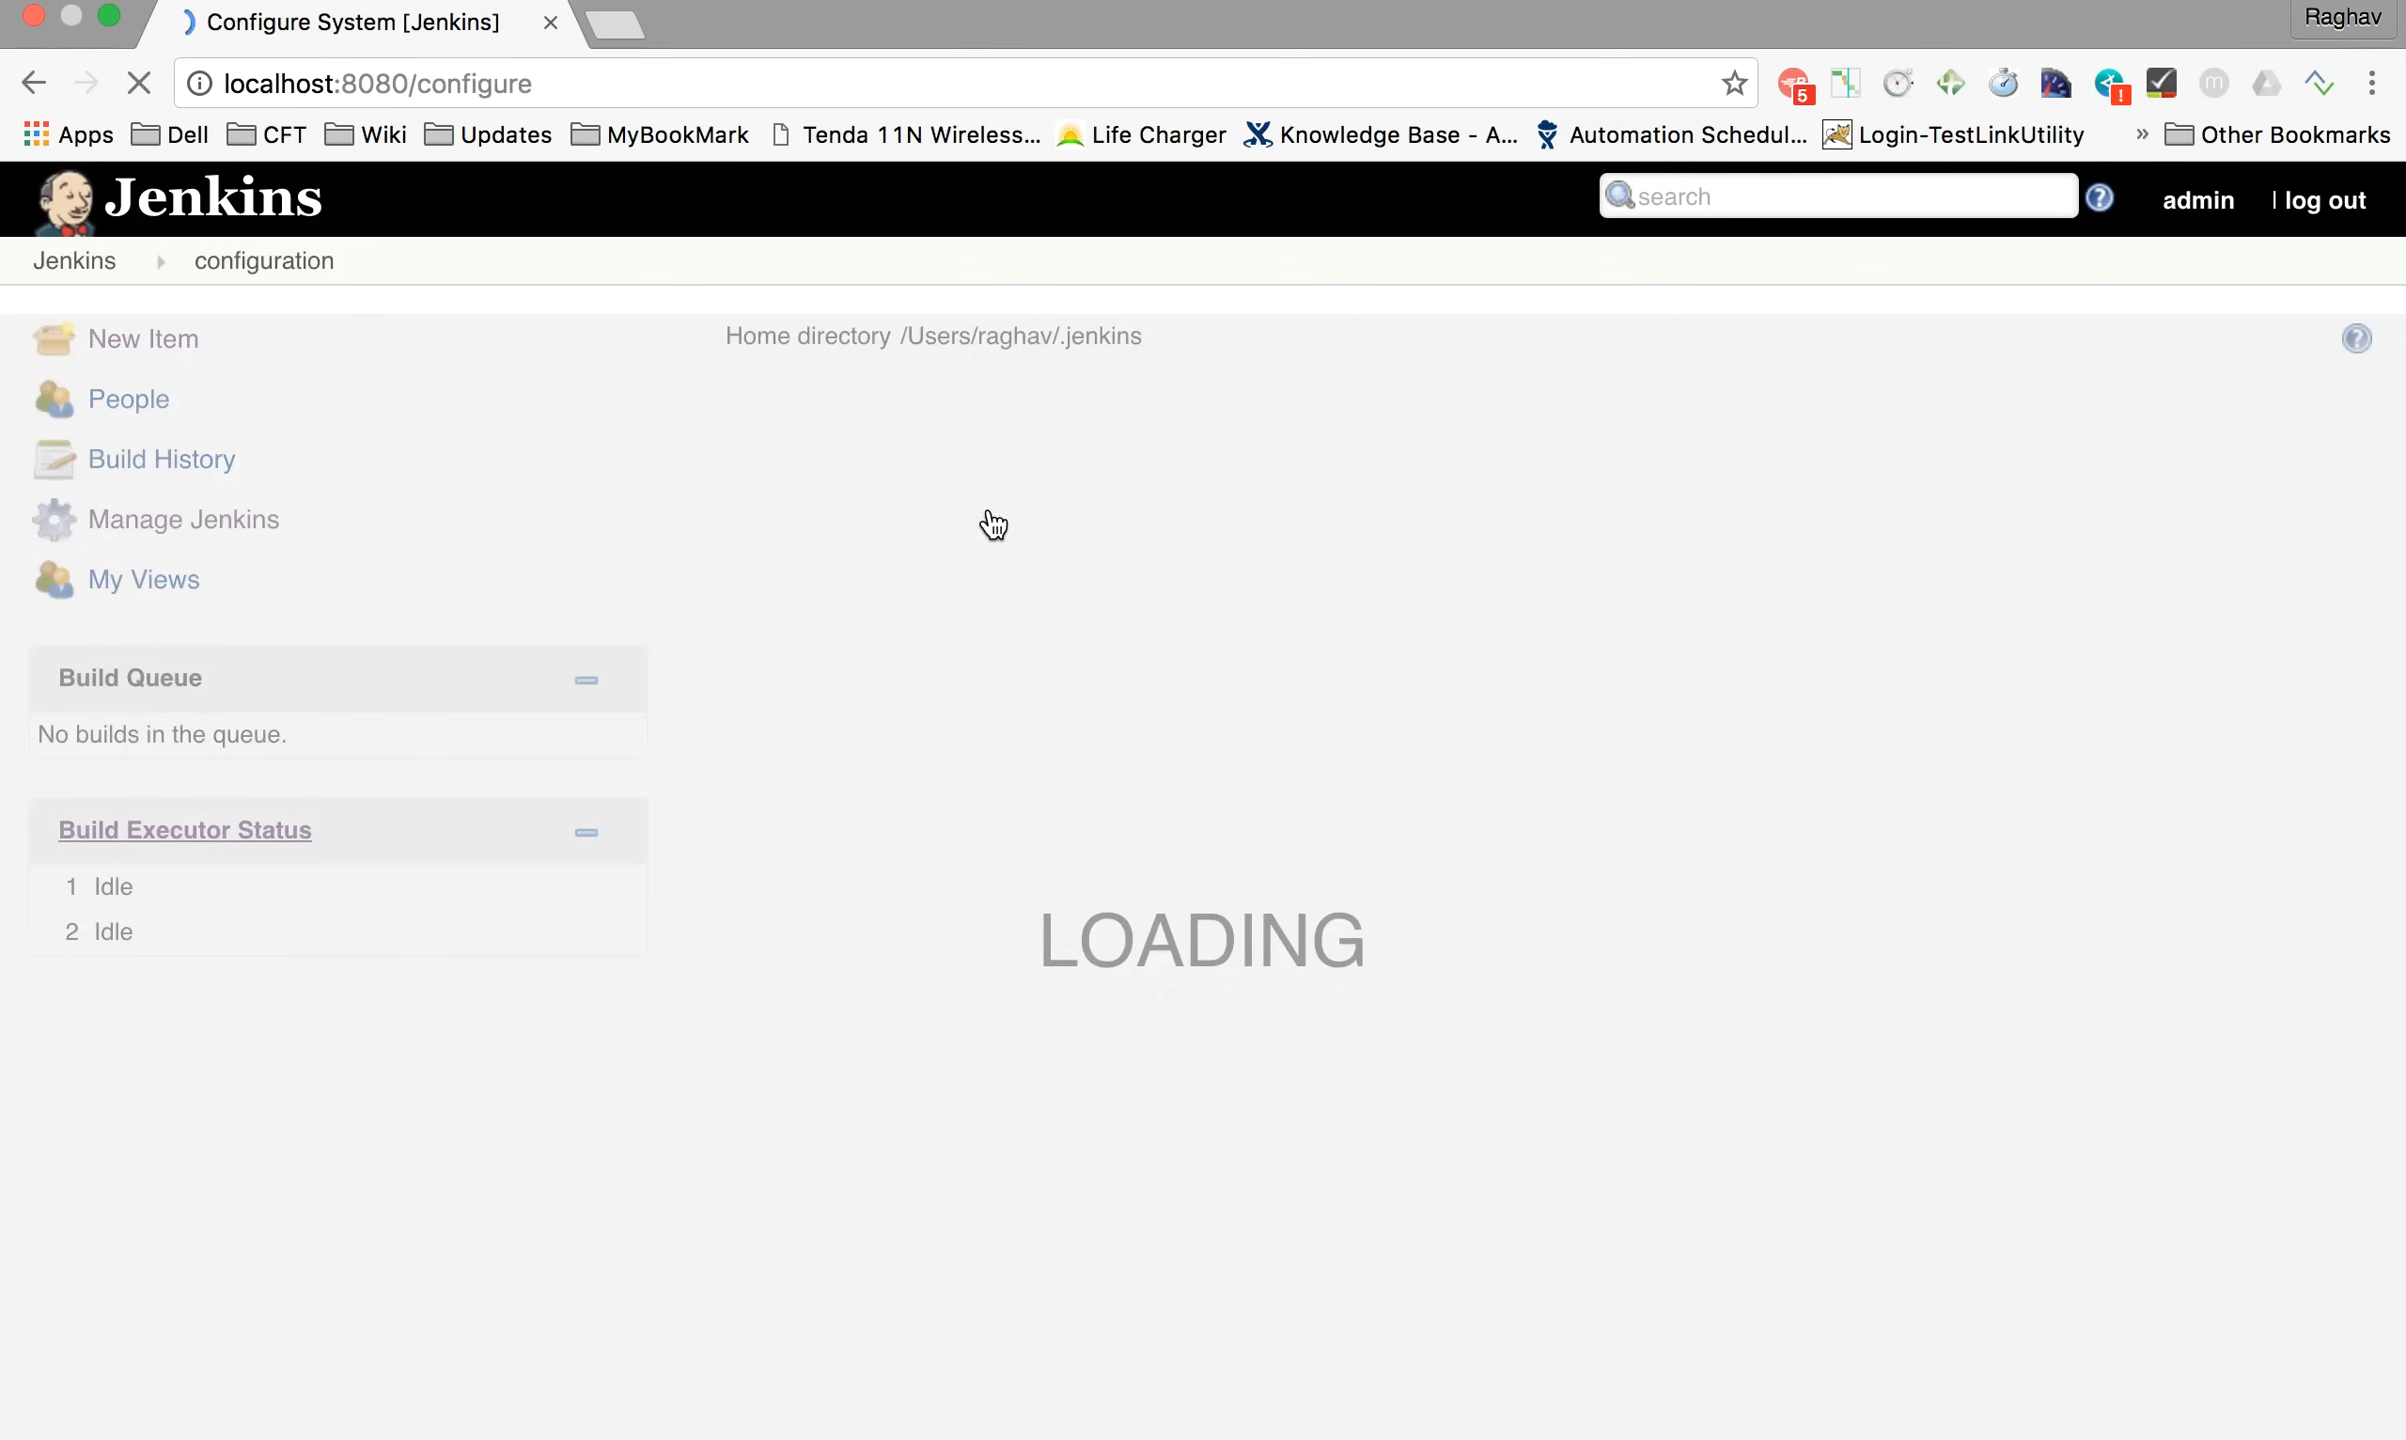 Configure System [Jenkins]
Raghav
localhost:8080/configure
5
!
m
Apps Dell CFT Wiki Updates MyBookMark Tenda 11N Wireless... Life Charger Knowledge Base - A... Automation Schedul... Login-TestLinkUtility » Other Bookmarks
Jenkins
search
?
admin | log out
Jenkins configuration
New Item
Home directory /Users/raghav/.jenkins
?
People
Build History
Manage Jenkins
My Views
Build Queue
No builds in the queue.
Build Executor Status
1 Idle
2 Idle
LOADING